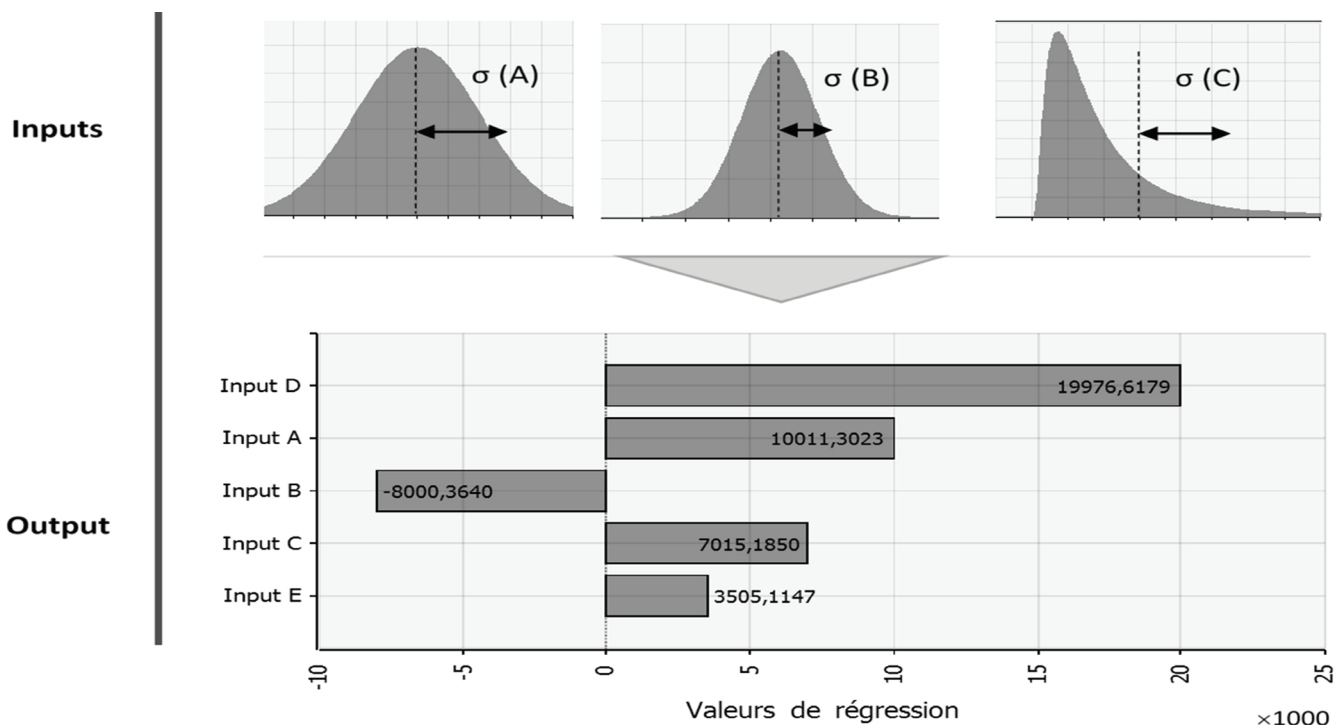 Inputs
σ (A)
σ (B)
σ (C)
Output
Input D
19976,6179
Input A
10011,3023
Input B
-8000,3640
Input C
7015,1850
Input E
3505,1147
-10
-5
0
5
10
15
20
25
Valeurs de régression
×1000